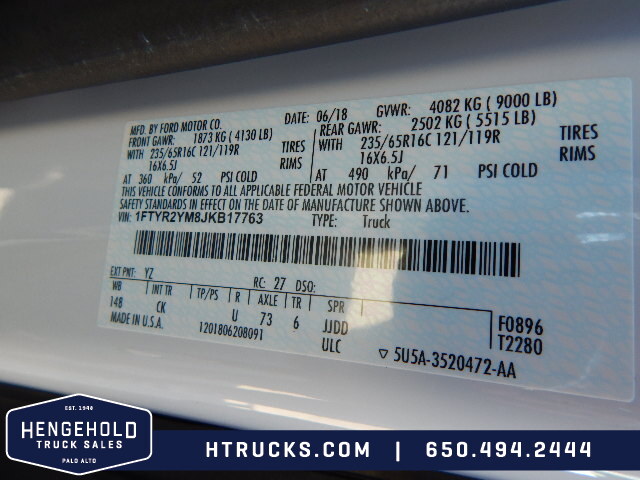 MFD. BY FORD MOTOR CO. DATE: 06/18 GVWR: 4082 KG ( 9000 LB)
FRONT GAWR: 1873 KG ( 4130 LB) REAR GAWR: 2502 KG ( 5515 LB)
WITH 235/65R16C 121/119R TIRES WITH 235/65R16C 121/119R TIRES
16X6.5J RIMS 16X6.5J RIMS
AT 360 kPa/ 52 PSI COLD AT 490 kPa/ 71 PSI COLD
THIS VEHICLE CONFORMS TO ALL APPLICABLE FEDERAL MOTOR VEHICLE
SAFETY STANDARDS IN EFFECT ON THE DATE OF MANUFACTURE SHOWN ABOVE.
VIN: 1FTYR2YM8JKB17763 TYPE: Truck
EXT PNT: YZ RC: 27 DSO:
WB INT TR TP/PS R AXLE TR SPR
148 CK U 73 6 JJDD F0896
MADE IN U.S.A. 1201806208091 ULC T2280
▽ 5U5A-3520472-AA
EST. 1940
HENGEHOLD
TRUCK SALES
PALO ALTO
HTRUCKS.COM | 650.494.2444